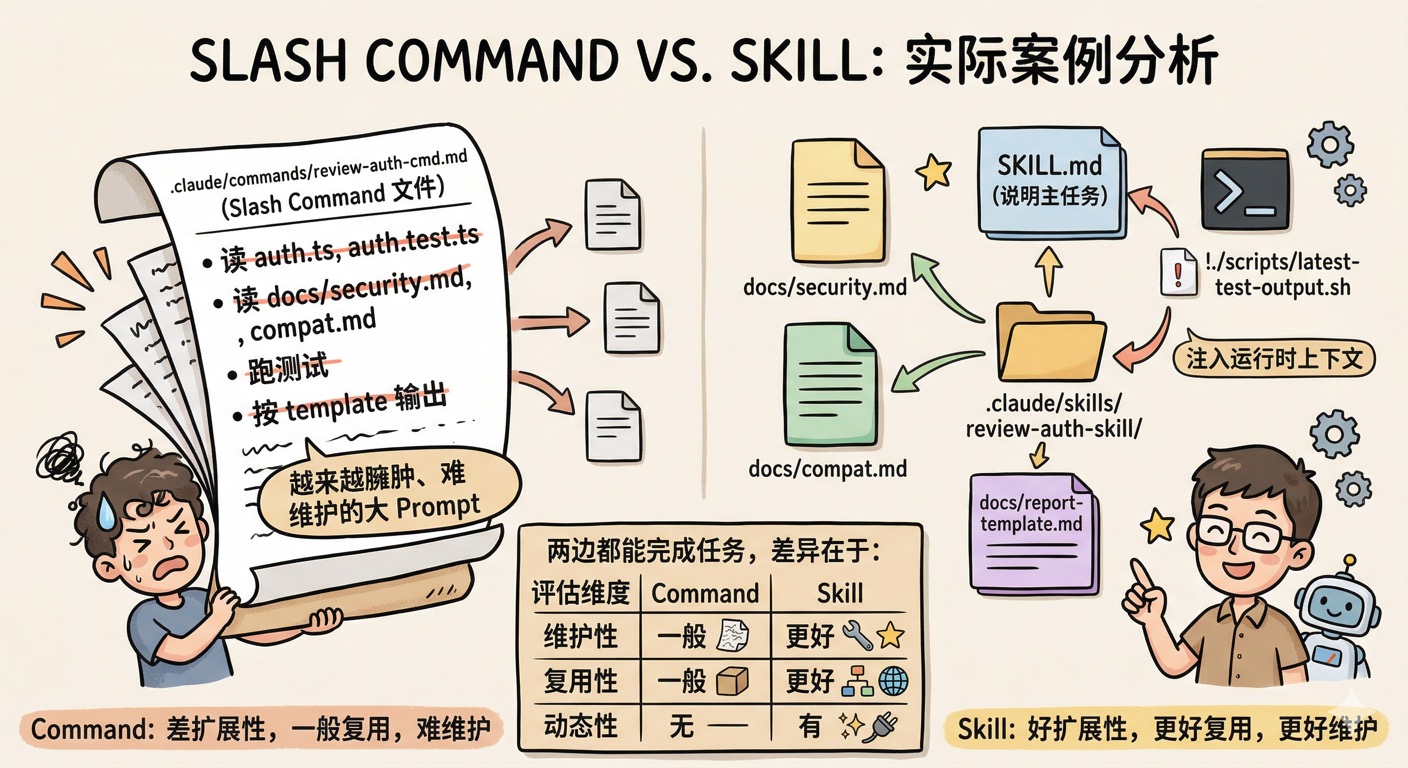 SLASH COMMAND VS. SKILL: 实际案例分析
.claude/commands/review-auth-cmd.md
(Slash Command 文件)
• 读 auth.ts, auth.test.ts
• 读 docs/security.md,
, compat.md
• 跑测试
• 按 template 输出
越来越臃肿、难
维护的大 Prompt
Command: 差扩展性，一般复用，难维护
docs/security.md
docs/compat.md
SKILL.md
(说明主任务)
>_
!
!./scripts/latest-
test-output.sh
注入运行时上下文
.claude/skills/
review-auth-skill/
docs/report-
template.md
两边都能完成任务，差异在于：
评估维度 Command Skill
维护性 一般 更好
复用性 一般 更好
动态性 无 — 有
Skill: 好扩展性，更好复用，更好维护